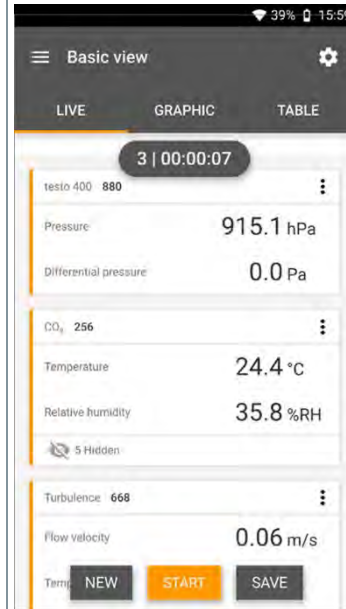 39% 15:59
Basic view
LIVE GRAPHIC TABLE
3 | 00:00:07
testo 400 880
Pressure 915.1 hPa
Differential pressure 0.0 Pa
CO₂ 256
Temperature 24.4 °C
Relative humidity 35.8 %RH
5 Hidden
Turbulence 668
Flow velocity 0.06 m/s
NEW START SAVE